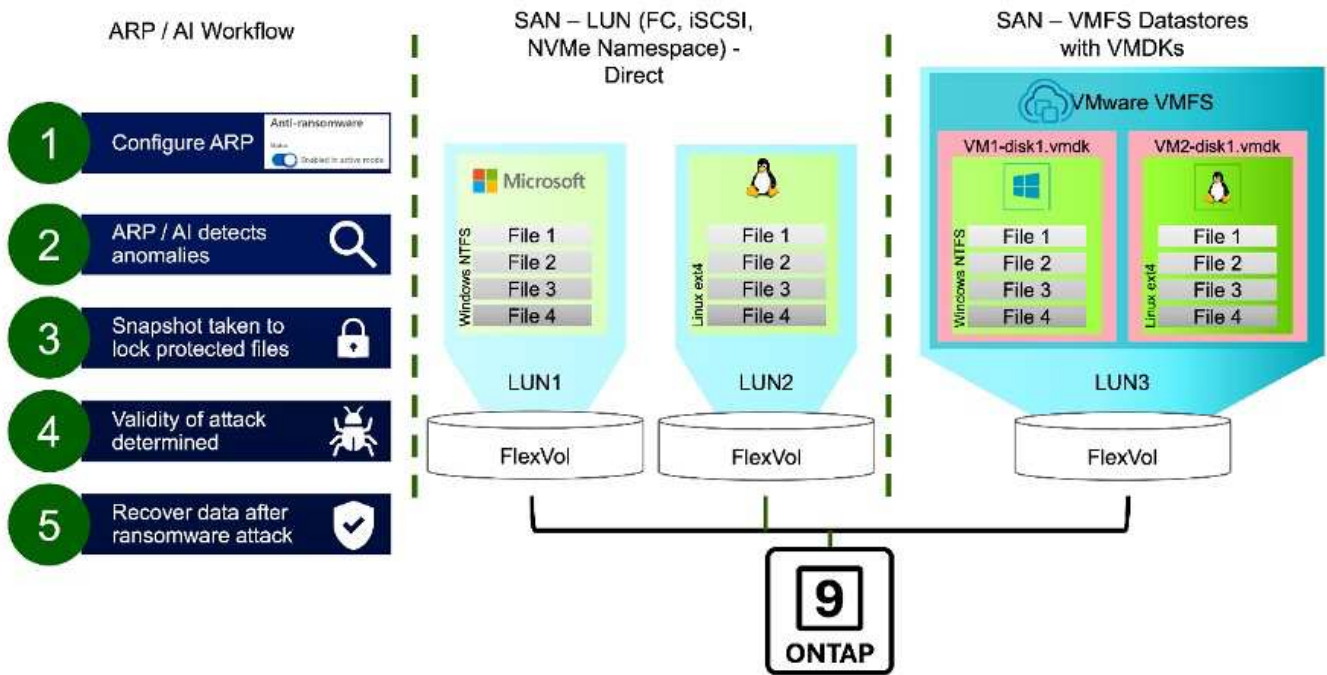 ARP / AI Workflow
1
Configure ARP
Anti-ransomware
Status
Enabled in active mode
2
ARP / AI detects
anomalies
3
Snapshot taken to
lock protected files
4
Validity of attack
determined
5
Recover data after
ransomware attack
SAN – LUN (FC, iSCSI,
NVMe Namespace) -
Direct
Microsoft
Windows NTFS
File 1
File 2
File 3
File 4
LUN1
FlexVol
Linux ext4
File 1
File 2
File 3
File 4
LUN2
FlexVol
SAN – VMFS Datastores
with VMDKs
VMware VMFS
VM1-disk1.vmdk
Windows NTFS
File 1
File 2
File 3
File 4
VM2-disk1.vmdk
Linux ext4
File 1
File 2
File 3
File 4
LUN3
FlexVol
9
ONTAP